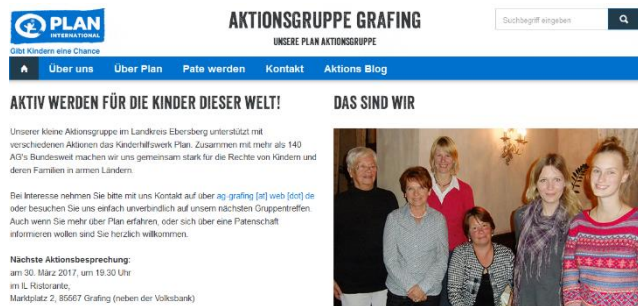 PLAN
INTERNATIONAL
Gibt Kindern eine Chance
AKTIONSGRUPPE GRAFING
UNSERE PLAN AKTIONSGRUPPE
Suchbegriff eingeben
Über uns Über Plan Pate werden Kontakt Aktions Blog
AKTIV WERDEN FÜR DIE KINDER DIESER WELT!
Unserer kleine Aktionsgruppe im Landkreis Ebersberg unterstützt mit
verschiedenen Aktionen das Kinderhilfswerk Plan. Zusammen mit mehr als 140
AG's Bundesweit machen wir uns gemeinsam stark für die Rechte von Kindern und
deren Familien in armen Ländern.
Bei Interesse nehmen Sie bitte mit uns Kontakt auf über ag-grafing [at] web [dot] de
oder besuchen Sie uns einfach unverbindlich auf unserm nächsten Gruppentreffen.
Auch wenn Sie mehr über Plan erfahren, oder sich über eine Patenschaft
informieren wollen sind Sie herzlich willkommen.
Nächste Aktionsbesprechung:
am 30. März 2017, um 19.30 Uhr
im IL Ristorante,
Marktplatz 2, 85567 Grafing (neben der Volksbank)
DAS SIND WIR